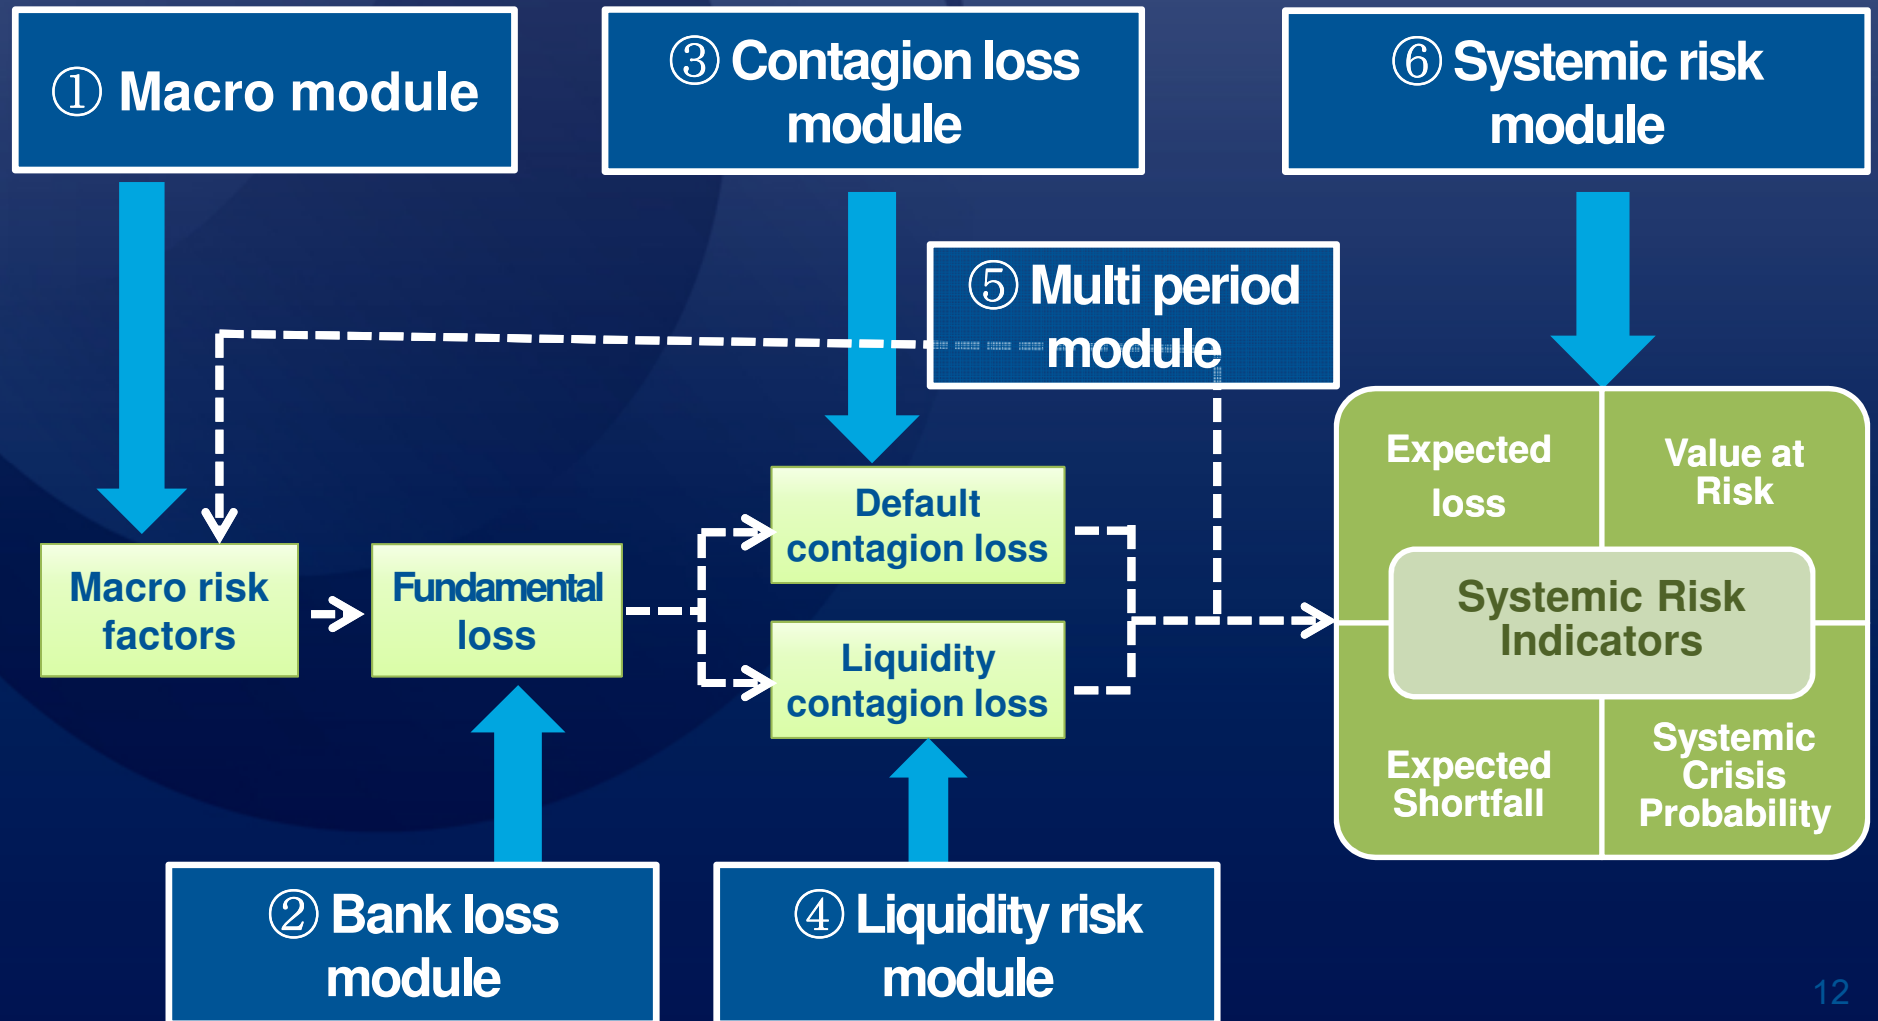 ① Macro module
③ Contagion loss
module
⑥ Systemic risk
module
⑤ Multi period
module
Macro risk
factors
Fundamental
loss
Default
contagion loss
Liquidity
contagion loss
Expected
loss
Value at
Risk
Systemic Risk
Indicators
Expected
Shortfall
Systemic
Crisis
Probability
② Bank loss
module
④ Liquidity risk
module
12